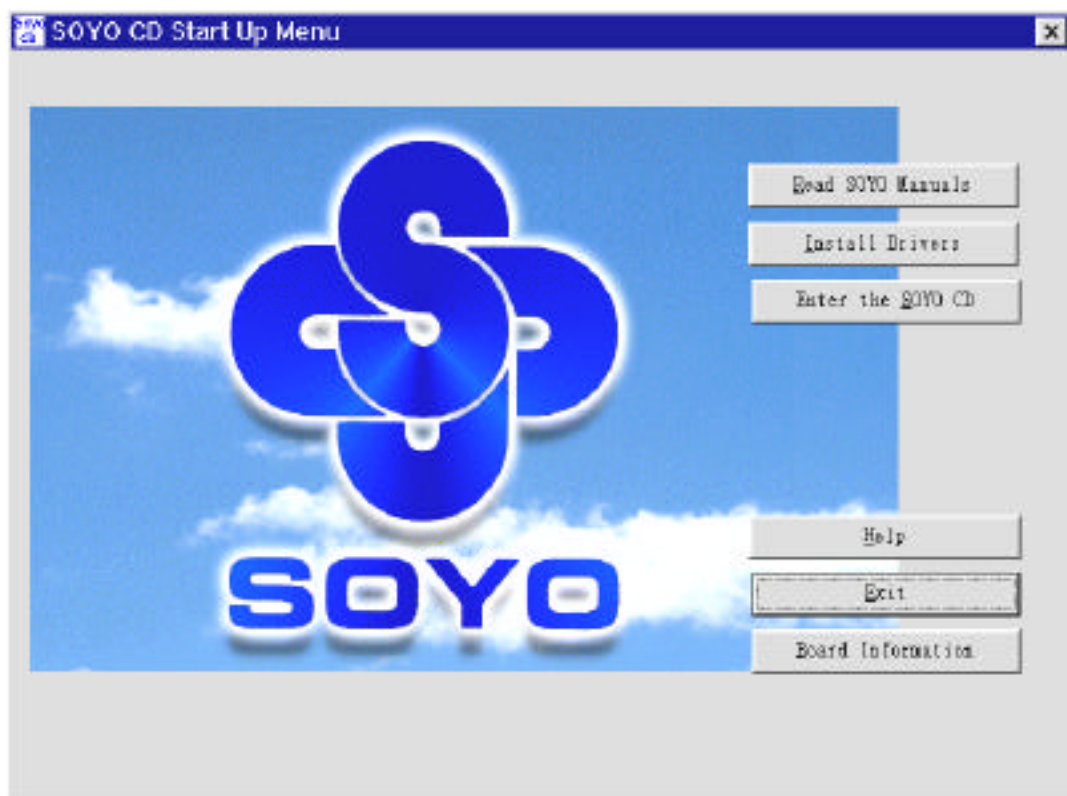 SOYO CD Start Up Menu
Read SOYO Manuals
Install Drivers
Enter the SOYO CD
SOYO
Help
Exit
Board Information